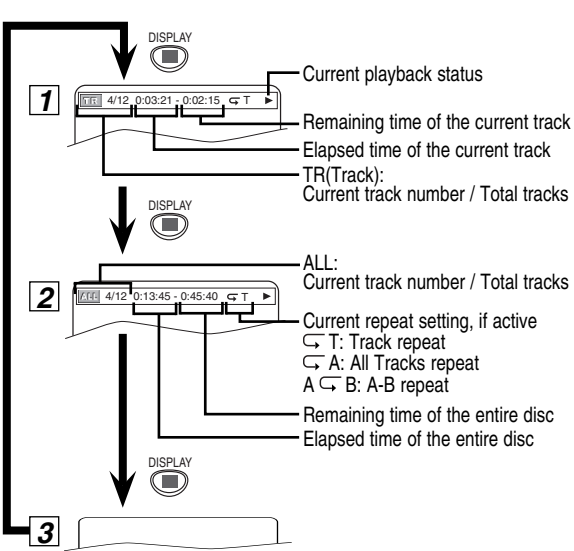 DISPLAY
1
TR 4/12 0:03:21 - 0:02:15 T
Current playback status
Remaining time of the current track
Elapsed time of the current track
TR(Track):
Current track number / Total tracks
DISPLAY
2
ALL 4/12 0:13:45 - 0:45:40 T
ALL:
Current track number / Total tracks
Current repeat setting, if active
T: Track repeat
A: All Tracks repeat
A B: A-B repeat
Remaining time of the entire disc
Elapsed time of the entire disc
DISPLAY
3